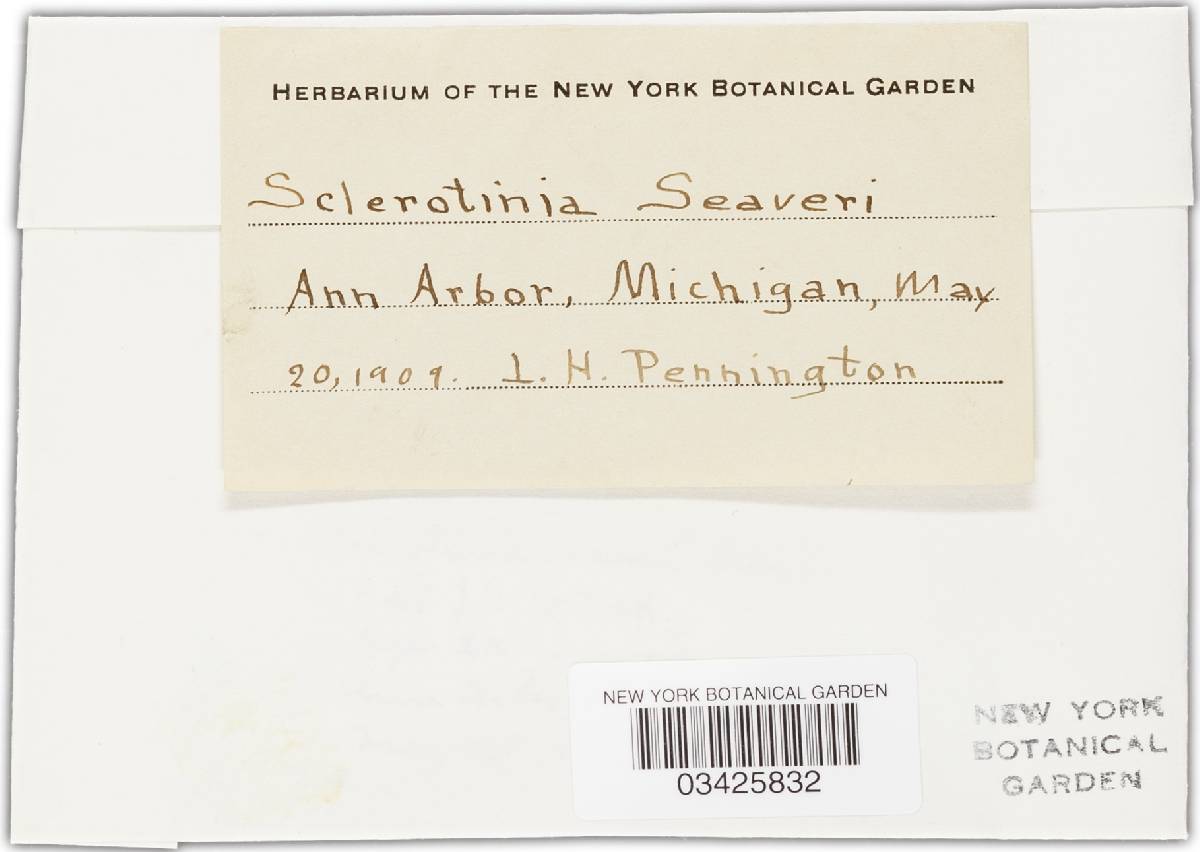 HERBARIUM OF THE NEW YORK BOTANICAL GARDEN
Sclerotinia Seaveri
Ann Arbor, Michigan, May
20, 1909. L. H. Pennington
NEW YORK BOTANICAL GARDEN
03425832
NEW YORK
BOTANICAL
GARDEN